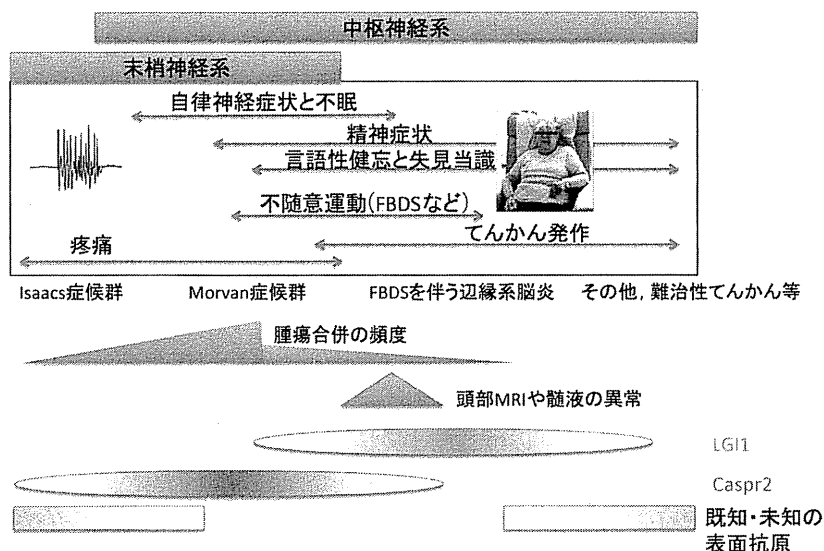 中枢神経系
末梢神経系
自律神経症状と不眠
精神症状
言語性健忘と失見当識
不随意運動(FBDSなど)
てんかん発作
疼痛
Isaacs症候群 Morvan症候群 FBDSを伴う辺縁系脳炎 その他, 難治性てんかん等
腫瘍合併の頻度
頭部MRIや髄液の異常
LGI1
Caspr2
既知・未知の
表面抗原